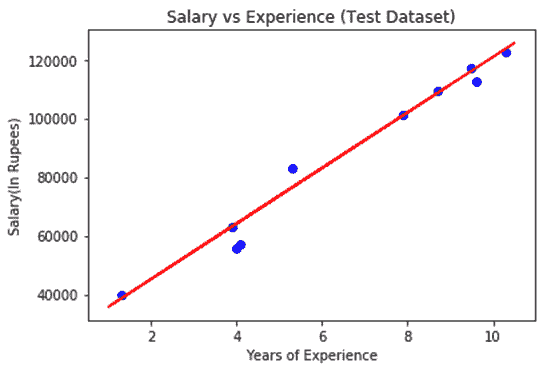 Salary vs Experience (Test Dataset)
120000
100000
80000
60000
40000
Salary(In Rupees)
2 4 6 8 10
Years of Experience